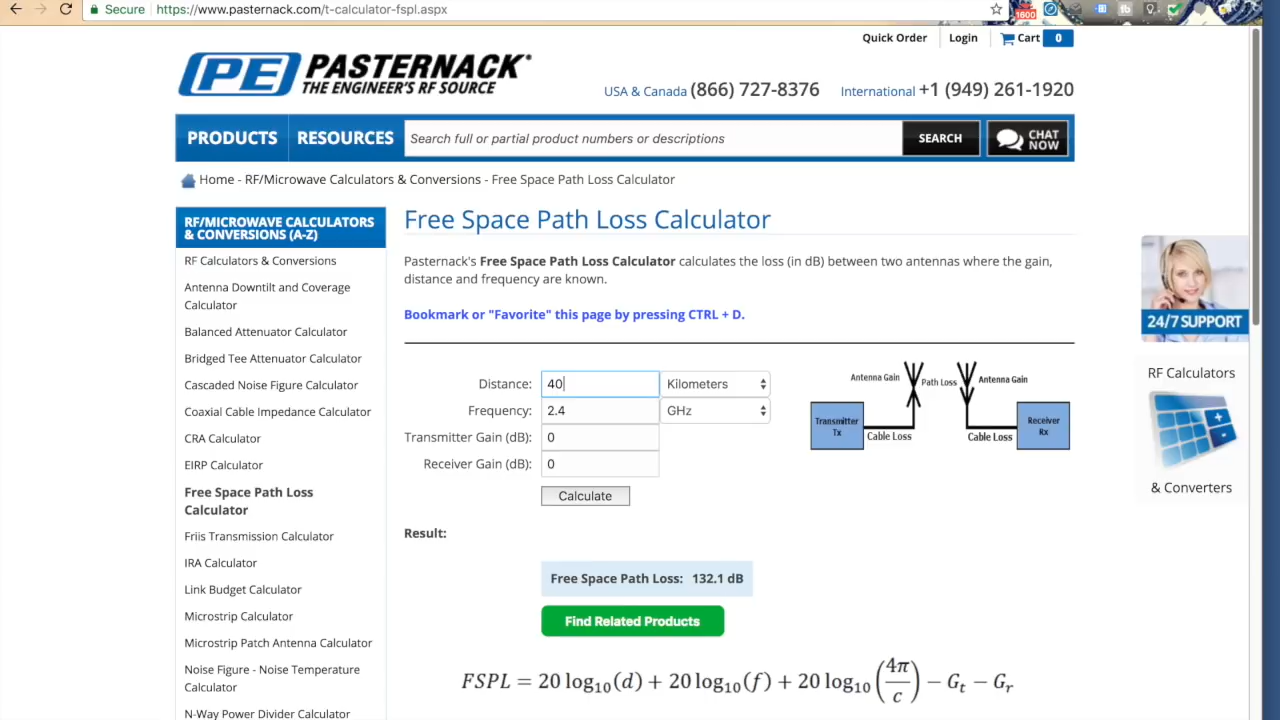 Secure https://www.pasternack.com/t-calculator-fspl.aspx
1600
Quick Order Login Cart 0
PE PASTERNACK
THE ENGINEER'S RF SOURCE
USA & Canada (866) 727-8376 International +1 (949) 261-1920
PRODUCTS RESOURCES Search full or partial product numbers or descriptions SEARCH CHAT NOW
Home - RF/Microwave Calculators & Conversions - Free Space Path Loss Calculator
RF/MICROWAVE CALCULATORS
& CONVERSIONS (A-Z)
RF Calculators & Conversions
Antenna Downtilt and Coverage
Calculator
Balanced Attenuator Calculator
Bridged Tee Attenuator Calculator
Cascaded Noise Figure Calculator
Coaxial Cable Impedance Calculator
CRA Calculator
EIRP Calculator
Free Space Path Loss
Calculator
Friis Transmission Calculator
IRA Calculator
Link Budget Calculator
Microstrip Calculator
Microstrip Patch Antenna Calculator
Noise Figure - Noise Temperature
Calculator
N-Way Power Divider Calculator
Free Space Path Loss Calculator
Pasternack's Free Space Path Loss Calculator calculates the loss (in dB) between two antennas where the gain,
distance and frequency are known.
Bookmark or "Favorite" this page by pressing CTRL + D.
Distance: 40 Kilometers
Frequency: 2.4 GHz
Transmitter Gain (dB): 0
Receiver Gain (dB): 0
Calculate
Antenna Gain Path Loss Antenna Gain
Transmitter
Tx
Cable Loss Cable Loss
Receiver
Rx
Result:
Free Space Path Loss: 132.1 dB
Find Related Products
FSPL = 20 log₁₀(d) + 20 log₁₀(f) + 20 log₁₀(4π/c) − Gₜ − Gᵣ
24/7 SUPPORT
RF Calculators
& Converters